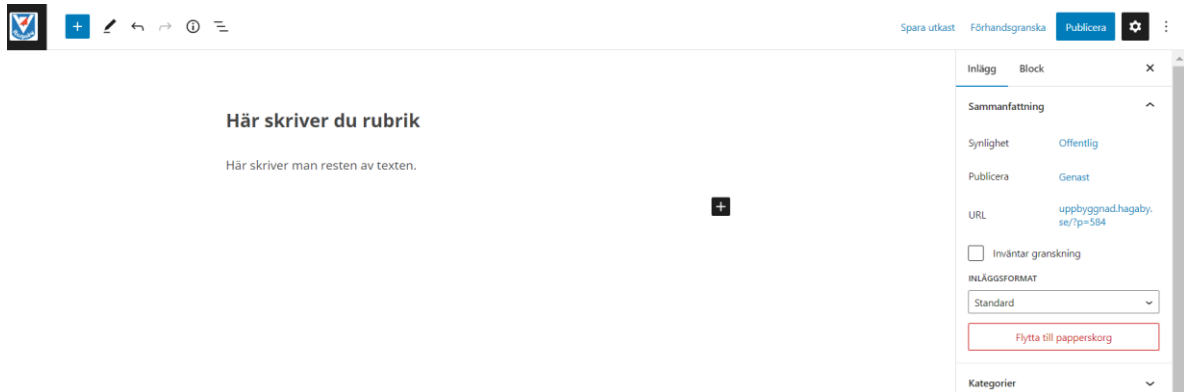 Spara utkast Förhandsgranska Publicera
Inlägg Block
Sammanfattning
Här skriver du rubrik
Synlighet Offentlig
Här skriver man resten av texten.
Publicera Genast
URL uppbyggnad.hagaby.
se/?p=584
Inväntar granskning
INLÄGGSFORMAT
Standard
Flytta till papperskorg
Kategorier